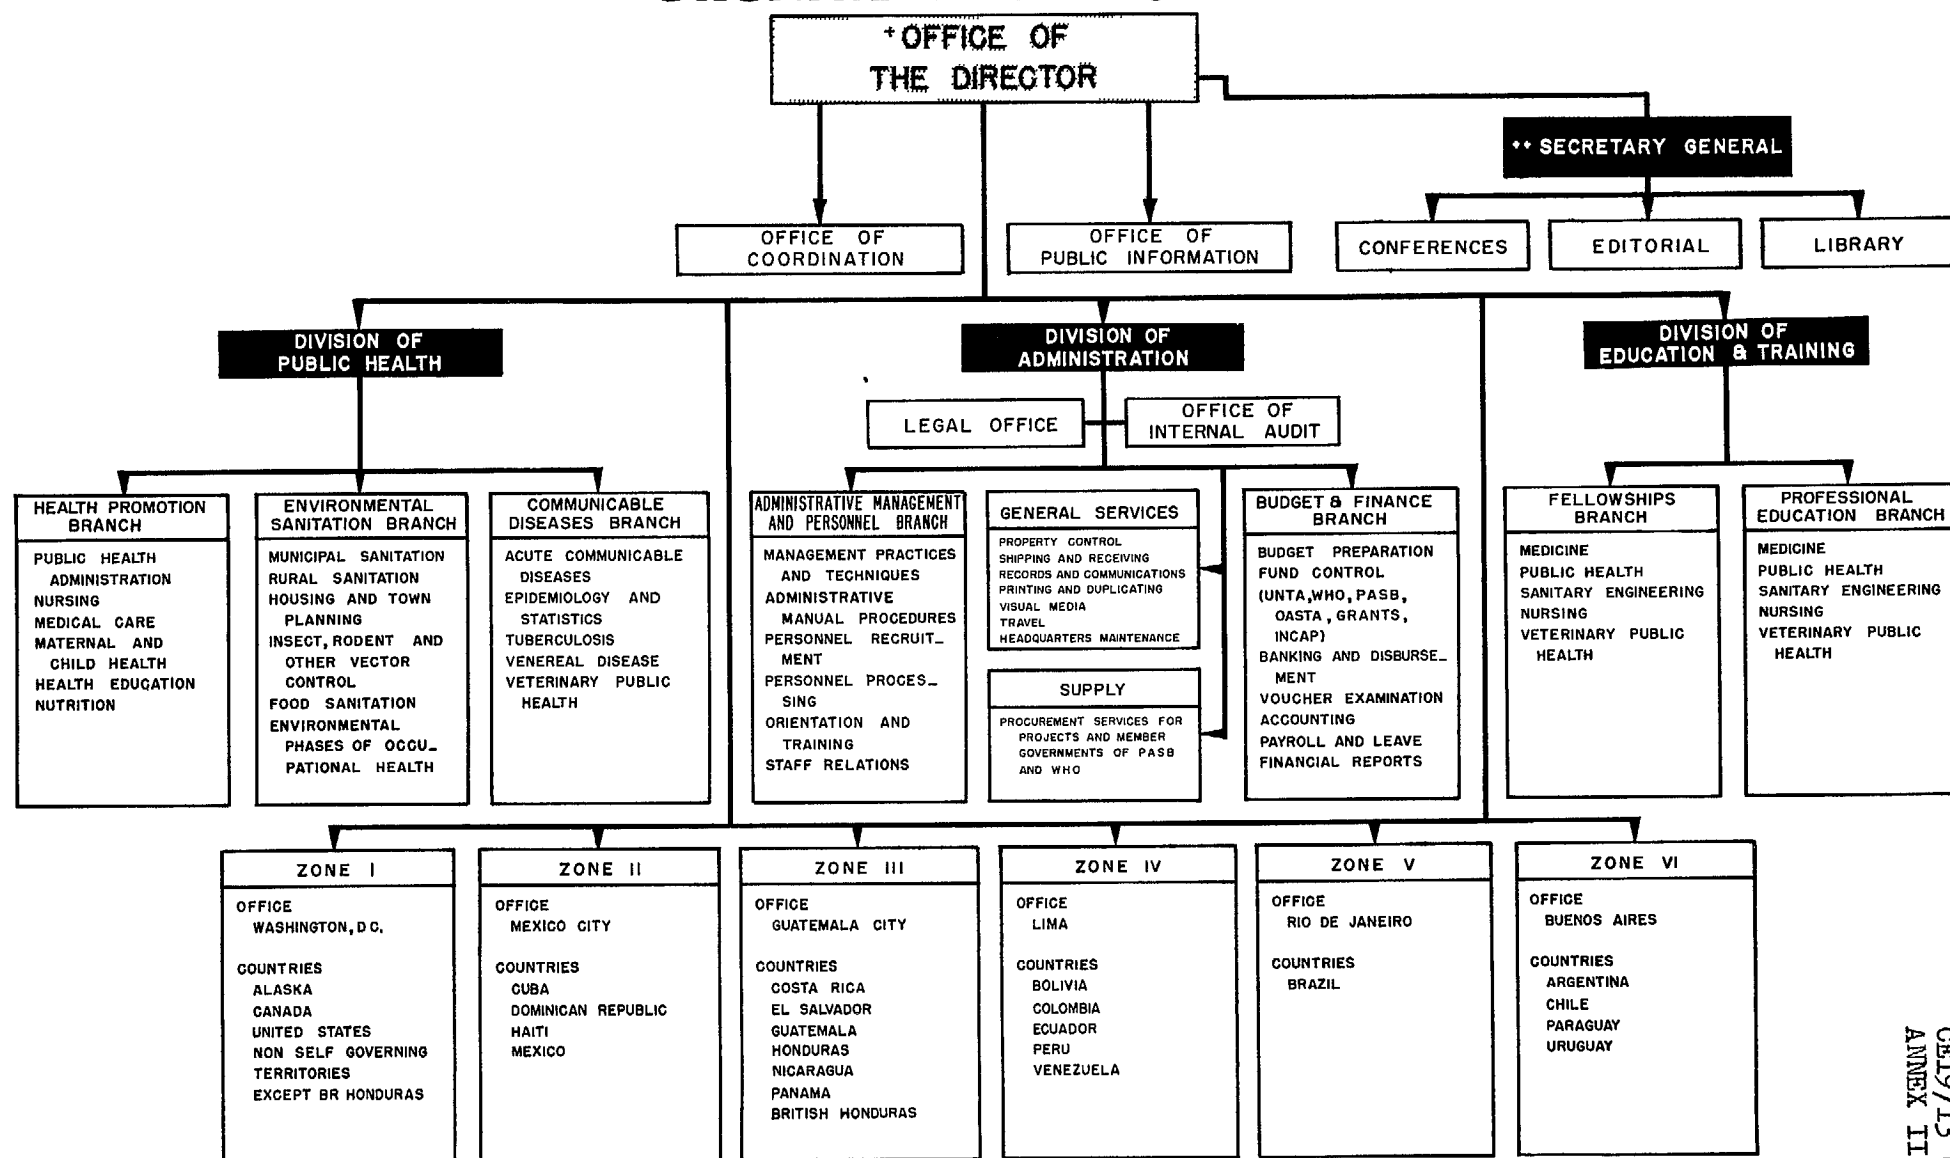 +OFFICE OF
THE DIRECTOR
++ SECRETARY GENERAL
OFFICE OF
COORDINATION
OFFICE OF
PUBLIC INFORMATION
CONFERENCES
EDITORIAL
LIBRARY
DIVISION OF
PUBLIC HEALTH
DIVISION OF
ADMINISTRATION
DIVISION OF
EDUCATION & TRAINING
LEGAL OFFICE
OFFICE OF
INTERNAL AUDIT
HEALTH PROMOTION
BRANCH
PUBLIC HEALTH
ADMINISTRATION
NURSING
MEDICAL CARE
MATERNAL AND
CHILD HEALTH
HEALTH EDUCATION
NUTRITION
ENVIRONMENTAL
SANITATION BRANCH
MUNICIPAL SANITATION
RURAL SANITATION
HOUSING AND TOWN
PLANNING
INSECT, RODENT AND
OTHER VECTOR
CONTROL
FOOD SANITATION
ENVIRONMENTAL
PHASES OF OCCU_
PATIONAL HEALTH
COMMUNICABLE
DISEASES BRANCH
ACUTE COMMUNICABLE
DISEASES
EPIDEMIOLOGY AND
STATISTICS
TUBERCULOSIS
VENEREAL DISEASE
VETERINARY PUBLIC
HEALTH
ADMINISTRATIVE MANAGEMENT
AND PERSONNEL BRANCH
MANAGEMENT PRACTICES
AND TECHNIQUES
ADMINISTRATIVE
MANUAL PROCEDURES
PERSONNEL RECRUIT_
MENT
PERSONNEL PROCES_
SING
ORIENTATION AND
TRAINING
STAFF RELATIONS
GENERAL SERVICES
PROPERTY CONTROL
SHIPPING AND RECEIVING
RECORDS AND COMMUNICATIONS
PRINTING AND DUPLICATING
VISUAL MEDIA
TRAVEL
HEADQUARTERS MAINTENANCE
SUPPLY
PROCUREMENT SERVICES FOR
PROJECTS AND MEMBER
GOVERNMENTS OF PASB
AND WHO
BUDGET & FINANCE
BRANCH
BUDGET PREPARATION
FUND CONTROL
(UNTA, WHO, PASB,
OASTA, GRANTS,
INCAP)
BANKING AND DISBURSE_
MENT
VOUCHER EXAMINATION
ACCOUNTING
PAYROLL AND LEAVE
FINANCIAL REPORTS
FELLOWSHIPS
BRANCH
MEDICINE
PUBLIC HEALTH
SANITARY ENGINEERING
NURSING
VETERINARY PUBLIC
HEALTH
PROFESSIONAL
EDUCATION BRANCH
MEDICINE
PUBLIC HEALTH
SANITARY ENGINEERING
NURSING
VETERINARY PUBLIC
HEALTH
ZONE I
OFFICE
WASHINGTON, D C.
COUNTRIES
ALASKA
CANADA
UNITED STATES
NON SELF GOVERNING
TERRITORIES
EXCEPT BR HONDURAS
ZONE II
OFFICE
MEXICO CITY
COUNTRIES
CUBA
DOMINICAN REPUBLIC
HAITI
MEXICO
ZONE III
OFFICE
GUATEMALA CITY
COUNTRIES
COSTA RICA
EL SALVADOR
GUATEMALA
HONDURAS
NICARAGUA
PANAMA
BRITISH HONDURAS
ZONE IV
OFFICE
LIMA
COUNTRIES
BOLIVIA
COLOMBIA
ECUADOR
PERU
VENEZUELA
ZONE V
OFFICE
RIO DE JANEIRO
COUNTRIES
BRAZIL
ZONE VI
OFFICE
BUENOS AIRES
COUNTRIES
ARGENTINA
CHILE
PARAGUAY
URUGUAY
ANNEX II